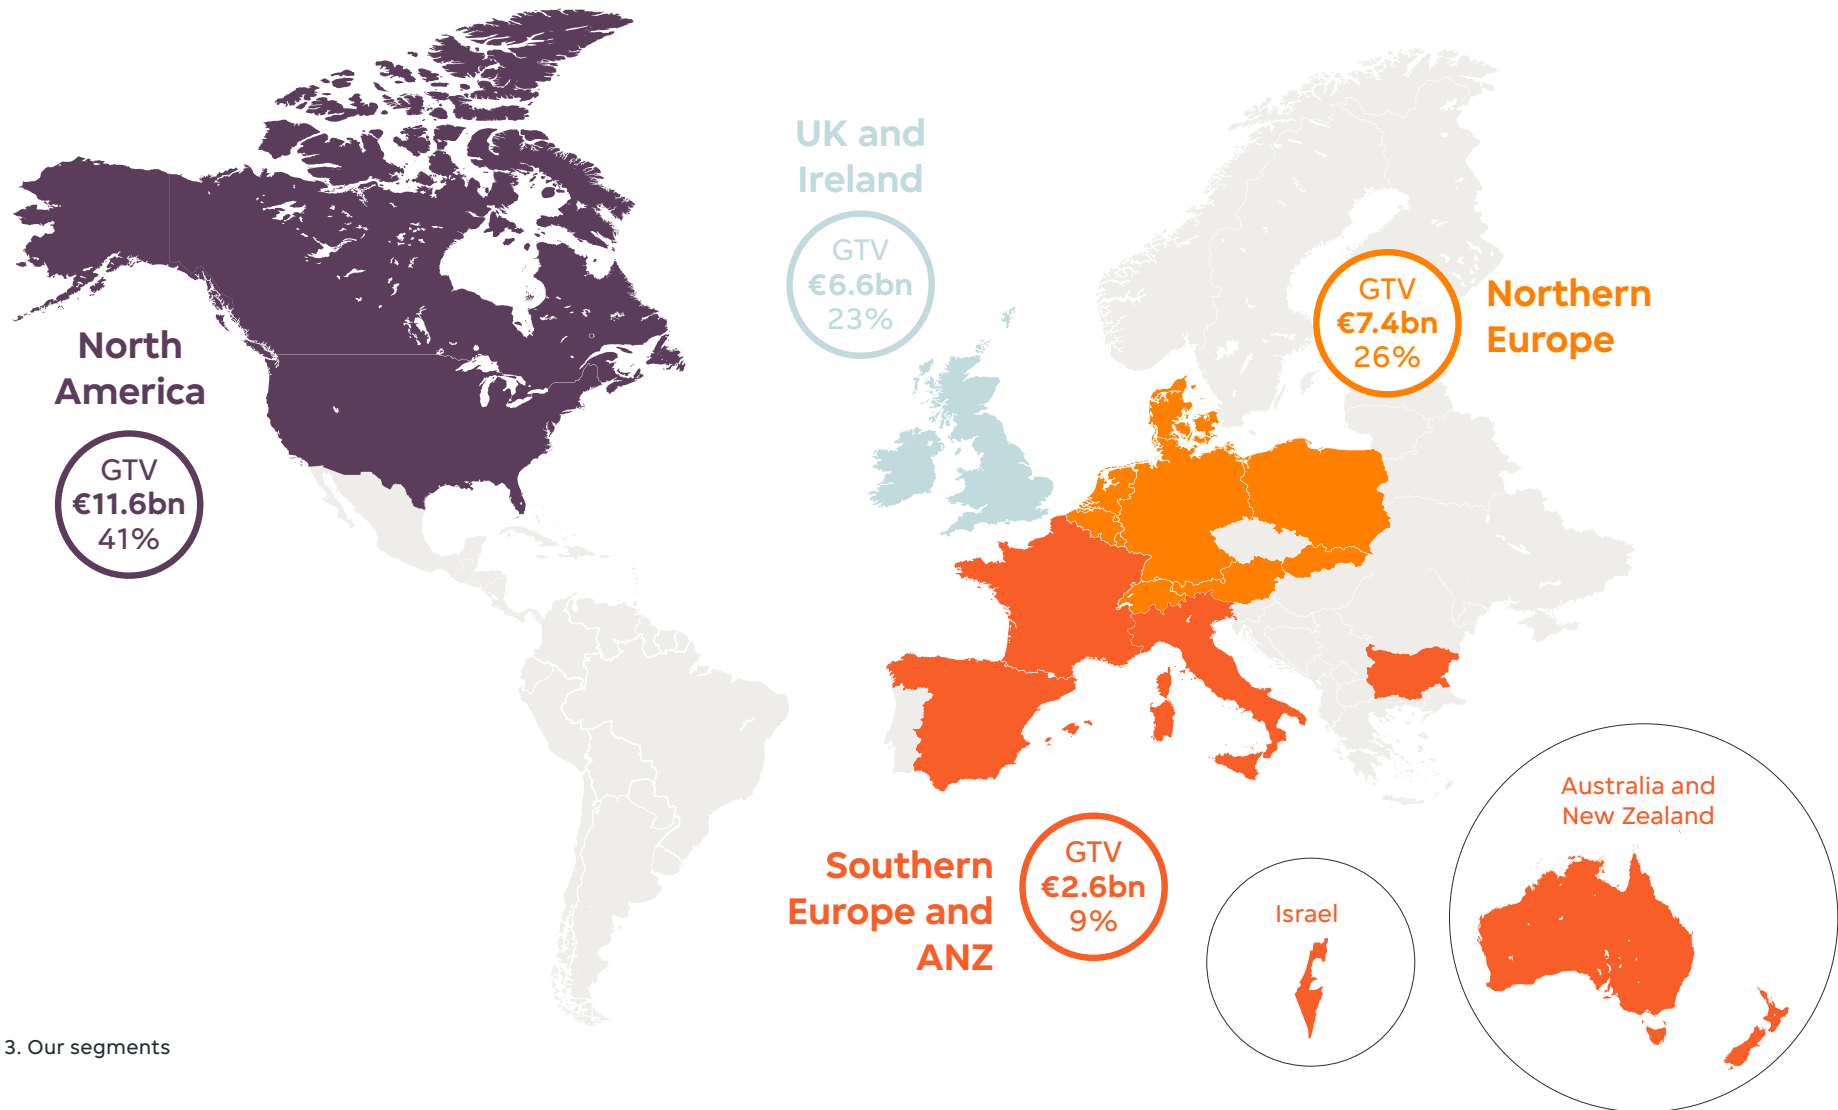 North
America
GTV
€11.6bn
41%
UK and
Ireland
GTV
€6.6bn
23%
GTV
€7.4bn
26%
Northern
Europe
Southern
Europe and
ANZ
GTV
€2.6bn
9%
Israel
Australia and
New Zealand
3. Our segments